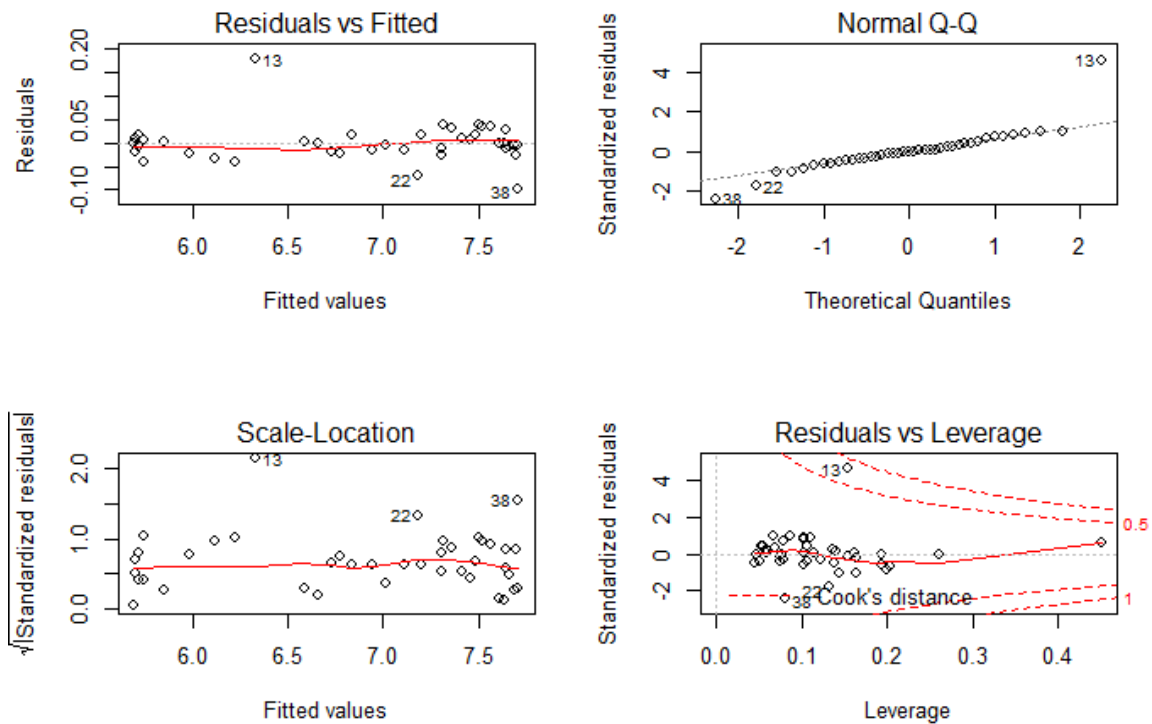 Residuals vs Fitted
Residuals
0.20
0.05
-0.10
13
22
38
6.0 6.5 7.0 7.5
Fitted values
Normal Q-Q
Standardized residuals
4
2
0
-2
13
22
38
-2 -1 0 1 2
Theoretical Quantiles
Scale-Location
√|Standardized residuals|
2.0
1.0
0.0
13
38
22
6.0 6.5 7.0 7.5
Fitted values
Residuals vs Leverage
Standardized residuals
4
2
0
-2
13
0.5
1
22
38
Cook's distance
0.0 0.1 0.2 0.3 0.4
Leverage